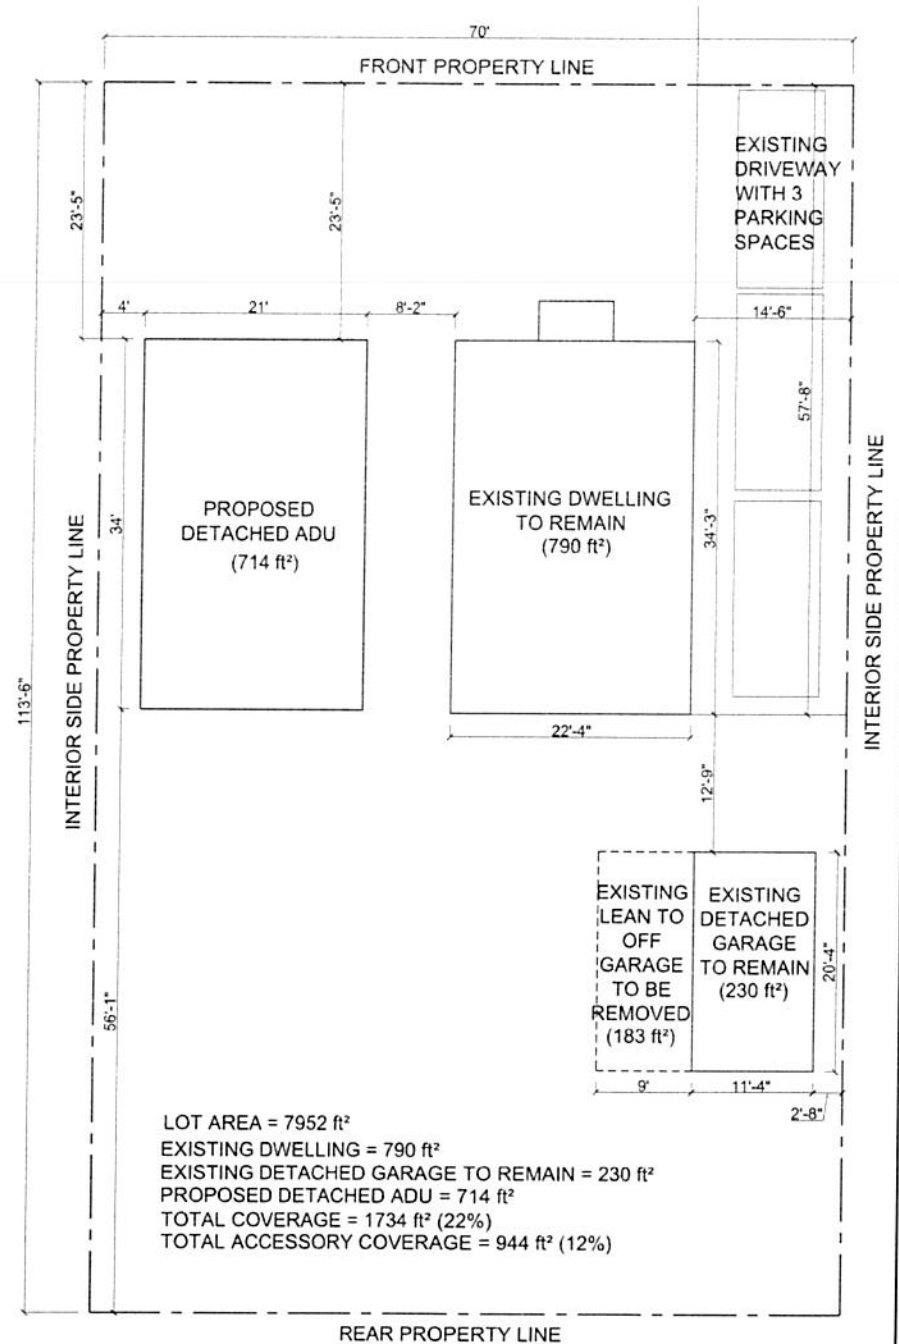 70'
FRONT PROPERTY LINE
EXISTING
DRIVEWAY
WITH 3
PARKING
SPACES
23'-5"
23'-5"
4'
21'
8'-2"
14'-6"
57'-8"
34'
PROPOSED
DETACHED ADU
(714 ft²)
EXISTING DWELLING
TO REMAIN
(790 ft²)
34'-3"
INTERIOR SIDE PROPERTY LINE
INTERIOR SIDE PROPERTY LINE
113'-6"
22'-4"
12'-9"
EXISTING
LEAN TO
OFF
GARAGE
TO BE
REMOVED
(183 ft²)
EXISTING
DETACHED
GARAGE
TO REMAIN
(230 ft²)
20'-4"
56'-1"
9'
11'-4"
2'-8"
LOT AREA = 7952 ft²
EXISTING DWELLING = 790 ft²
EXISTING DETACHED GARAGE TO REMAIN = 230 ft²
PROPOSED DETACHED ADU = 714 ft²
TOTAL COVERAGE = 1734 ft² (22%)
TOTAL ACCESSORY COVERAGE = 944 ft² (12%)
REAR PROPERTY LINE